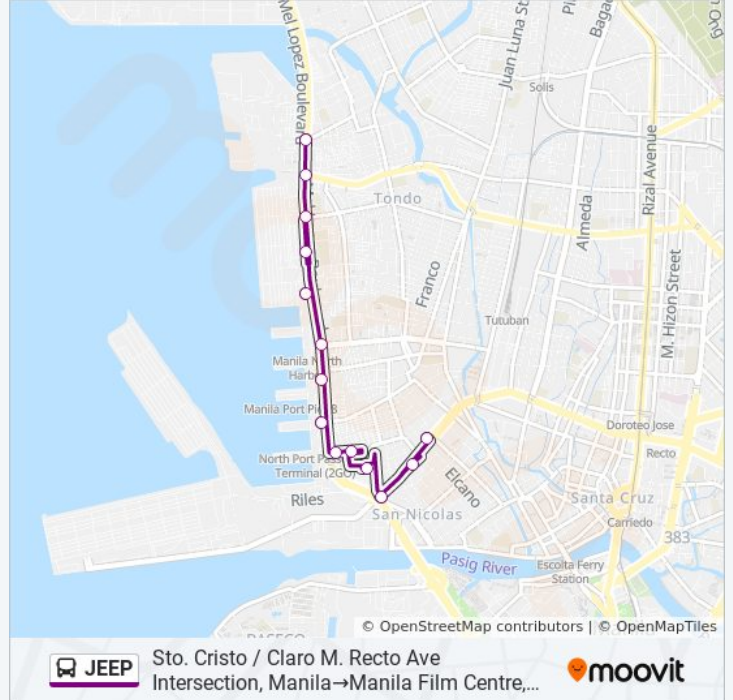 Mel Lopez Boulevard
Juan Luna St
Solis
Rizal Avenue
Tondo
Almeda
Franco
M. Hizon Street
Tutuban
Manila North
Harbor
Manila Port Pier 8
Doroteo Jose
Recto
North Port Pass
Terminal (2GO)
Elcano
Riles
San Nicolas
Santa Cruz
Carriedo
383
Pasig River
Escolta Ferry
Station
© OpenStreetMap contributors | © OpenMapTiles
JEEP
Sto. Cristo / Claro M. Recto Ave
Intersection, Manila→Manila Film Centre,...
moovit